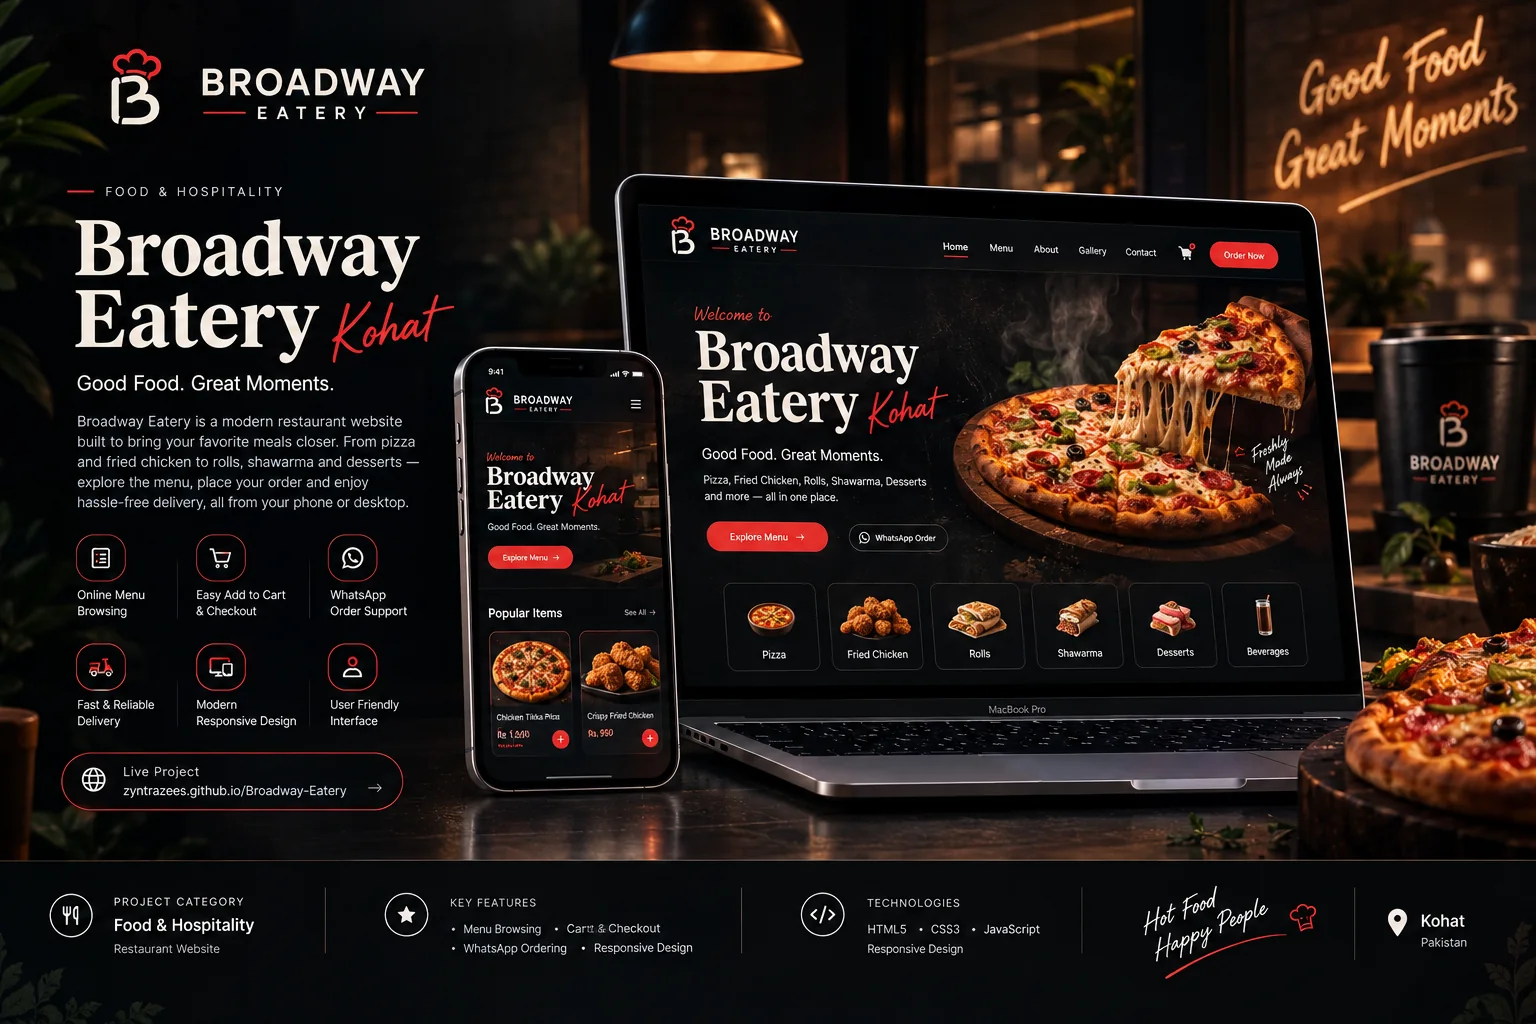 BROADWAY
EATERY
FOOD & HOSPITALITY
Broadway
Eatery Kohat
Good Food. Great Moments.
Broadway Eatery is a modern restaurant website
built to bring your favorite meals closer. From pizza
and fried chicken to rolls, shawarma and desserts —
explore the menu, place your order and enjoy
hassle-free delivery, all from your phone or desktop.
Online Menu
Browsing
Easy Add to Cart
& Checkout
WhatsApp
Order Support
Fast & Reliable
Delivery
Modern
Responsive Design
User Friendly
Interface
Live Project
zyntrazees.github.io/Broadway-Eatery →
9:41
BROADWAY
EATERY
Welcome to
Broadway
Eatery Kohat
Good Food. Great Moments.
Explore Menu →
Popular Items
See All →
Chicken Tikka
Crispy Fried Chicken
Rs. 950
+
+
BROADWAY
EATERY
Home
Menu
About
Gallery
Contact
Order Now
Welcome to
Broadway
Eatery Kohat
Good Food. Great Moments.
Pizza, Fried Chicken, Rolls, Shawarma, Desserts
and more — all in one place.
Explore Menu →
WhatsApp Order
Freshly
Made
Always
Pizza
Fried Chicken
Rolls
Shawarma
Desserts
Beverages
MacBook Pro
Good Food
Great Moments
BROADWAY
EATERY
PROJECT CATEGORY
Food & Hospitality
Restaurant Website
KEY FEATURES
• Menu Browsing
• & Checkout
• WhatsApp Ordering
• Responsive Design
TECHNOLOGIES
HTML5 • CSS3 • JavaScript
Responsive Design
Hot Food
Happy People
Kohat
Pakistan